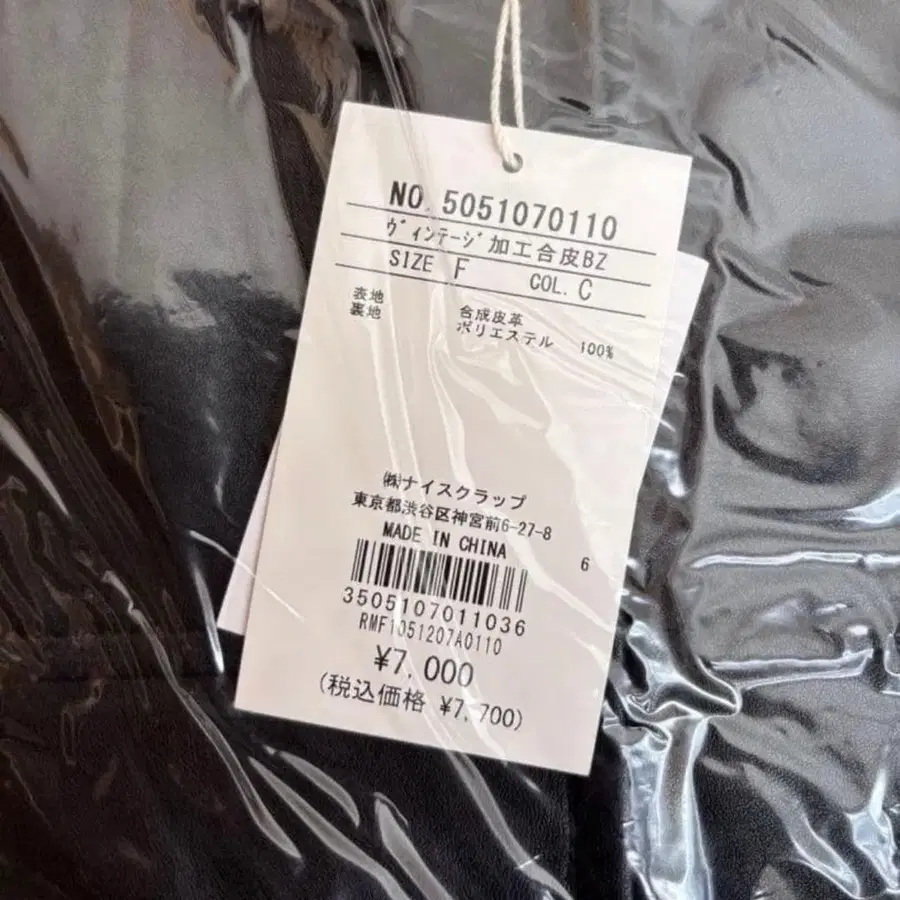 NO. 5051070110
ヴィンテージ加工合皮BZ
SIZE F COL. C
表地 合成皮革
裏地 ポリエステル 100%
㈱ナイスクラップ
東京都渋谷区神宮前6-27-8
MADE IN CHINA
6
3505107011036
RMF1051207A0110
¥7,000
(税込価格 ¥7,700)